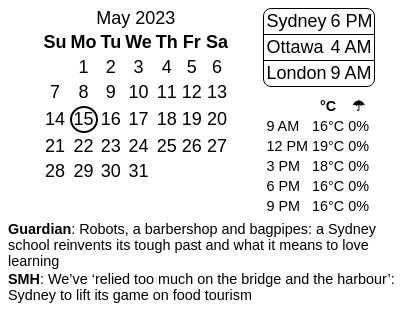 May 2023
Su Mo Tu We Th Fr Sa
1 2 3 4 5 6
7 8 9 10 11 12 13
14 15 16 17 18 19 20
21 22 23 24 25 26 27
28 29 30 31
Sydney 6 PM
Ottawa 4 AM
London 9 AM
°C ☂
9 AM 16°C 0%
12 PM 19°C 0%
3 PM 18°C 0%
6 PM 16°C 0%
9 PM 16°C 0%
Guardian: Robots, a barbershop and bagpipes: a Sydney
school reinvents its tough past and what it means to love
learning
SMH: We’ve ‘relied too much on the bridge and the harbour’:
Sydney to lift its game on food tourism